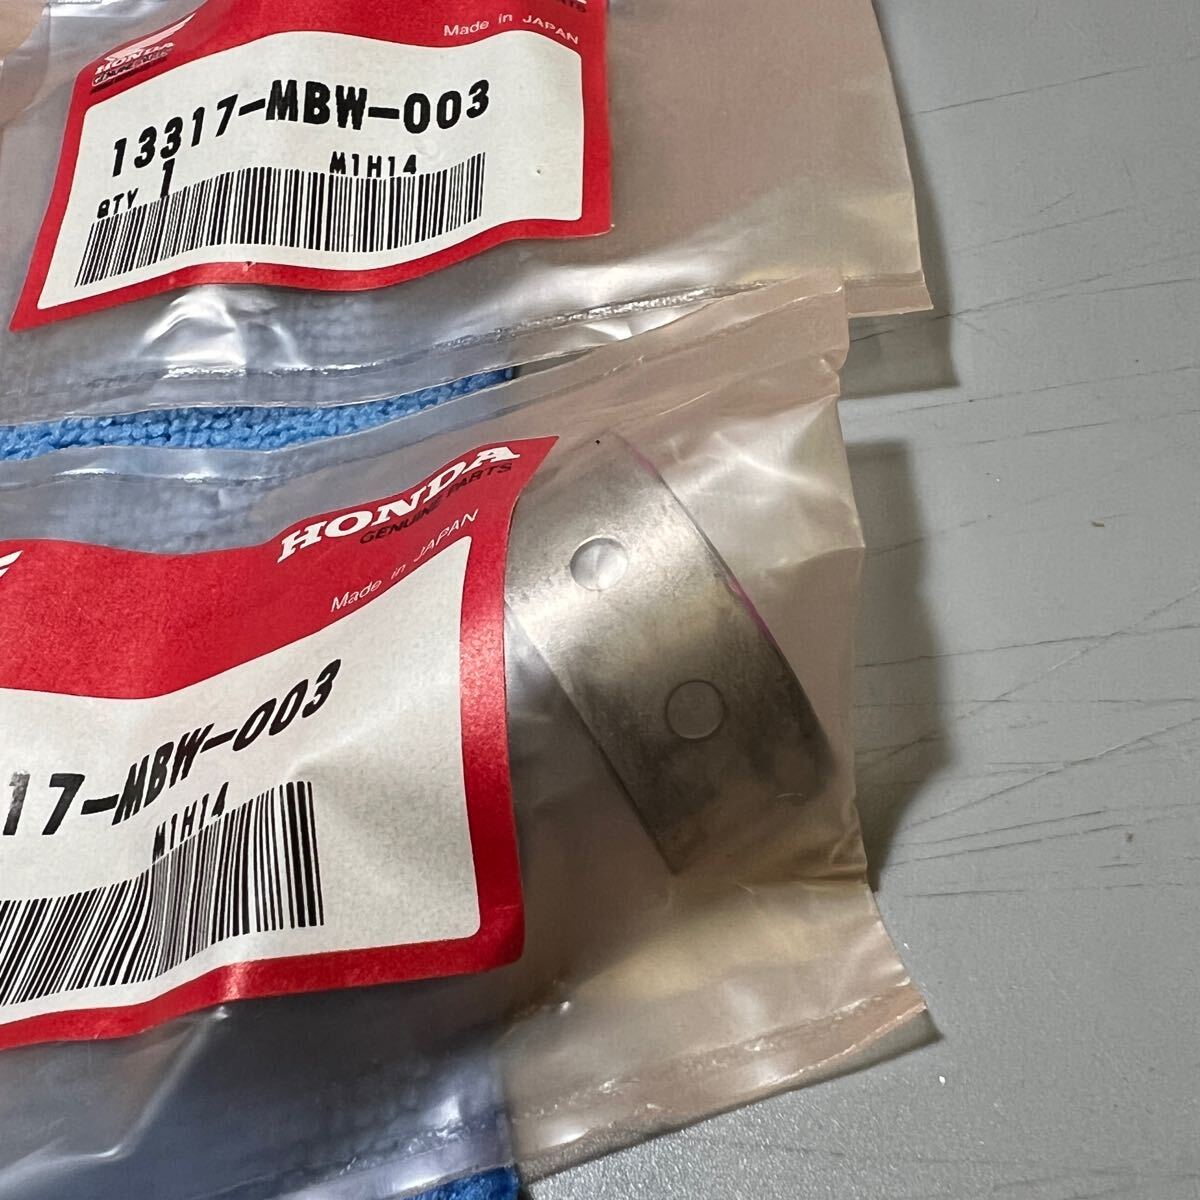 HONDA
Made in JAPAN
13317-MBW-003
M1H14
QTY 1
HONDA
GENUINE PARTS
Made in JAPAN
17-MBW-003
M1H14